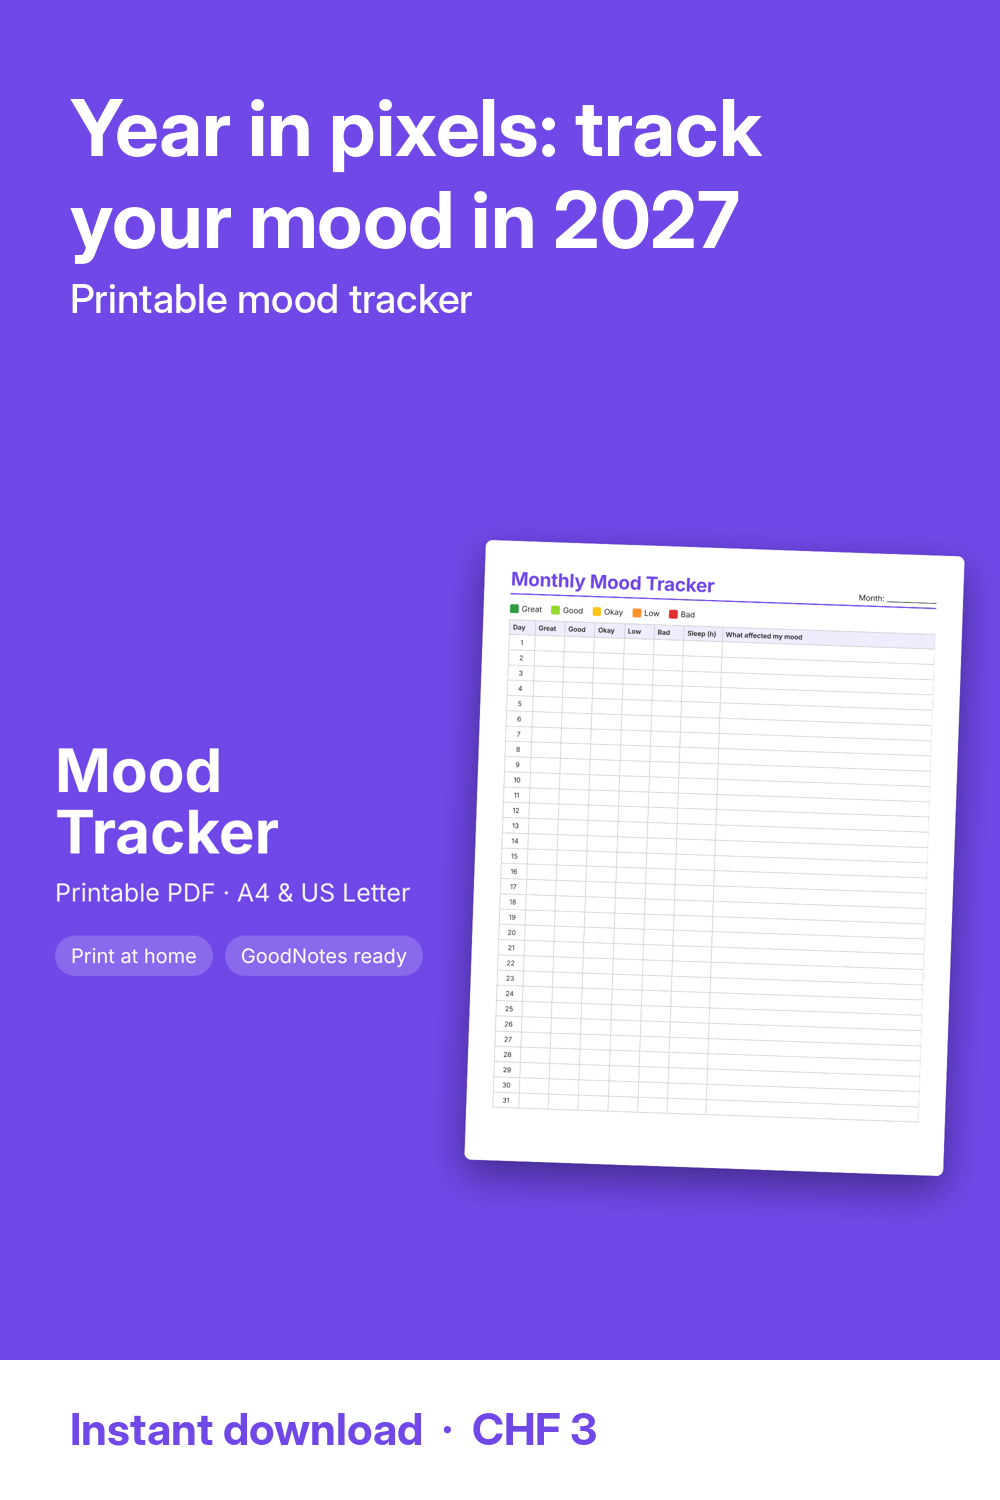 Year in pixels: track
your mood in 2027
Printable mood tracker
Monthly Mood Tracker
Month: ________
Great Good Okay Low Bad
Day Great Good Okay Low Bad Sleep (h) What affected my mood
1
2
3
4
5
6
7
8
9
10
11
12
13
14
15
16
17
18
19
20
21
22
23
24
25
26
27
28
29
30
31
Mood
Tracker
Printable PDF · A4 & US Letter
Print at home GoodNotes ready
Instant download · CHF 3